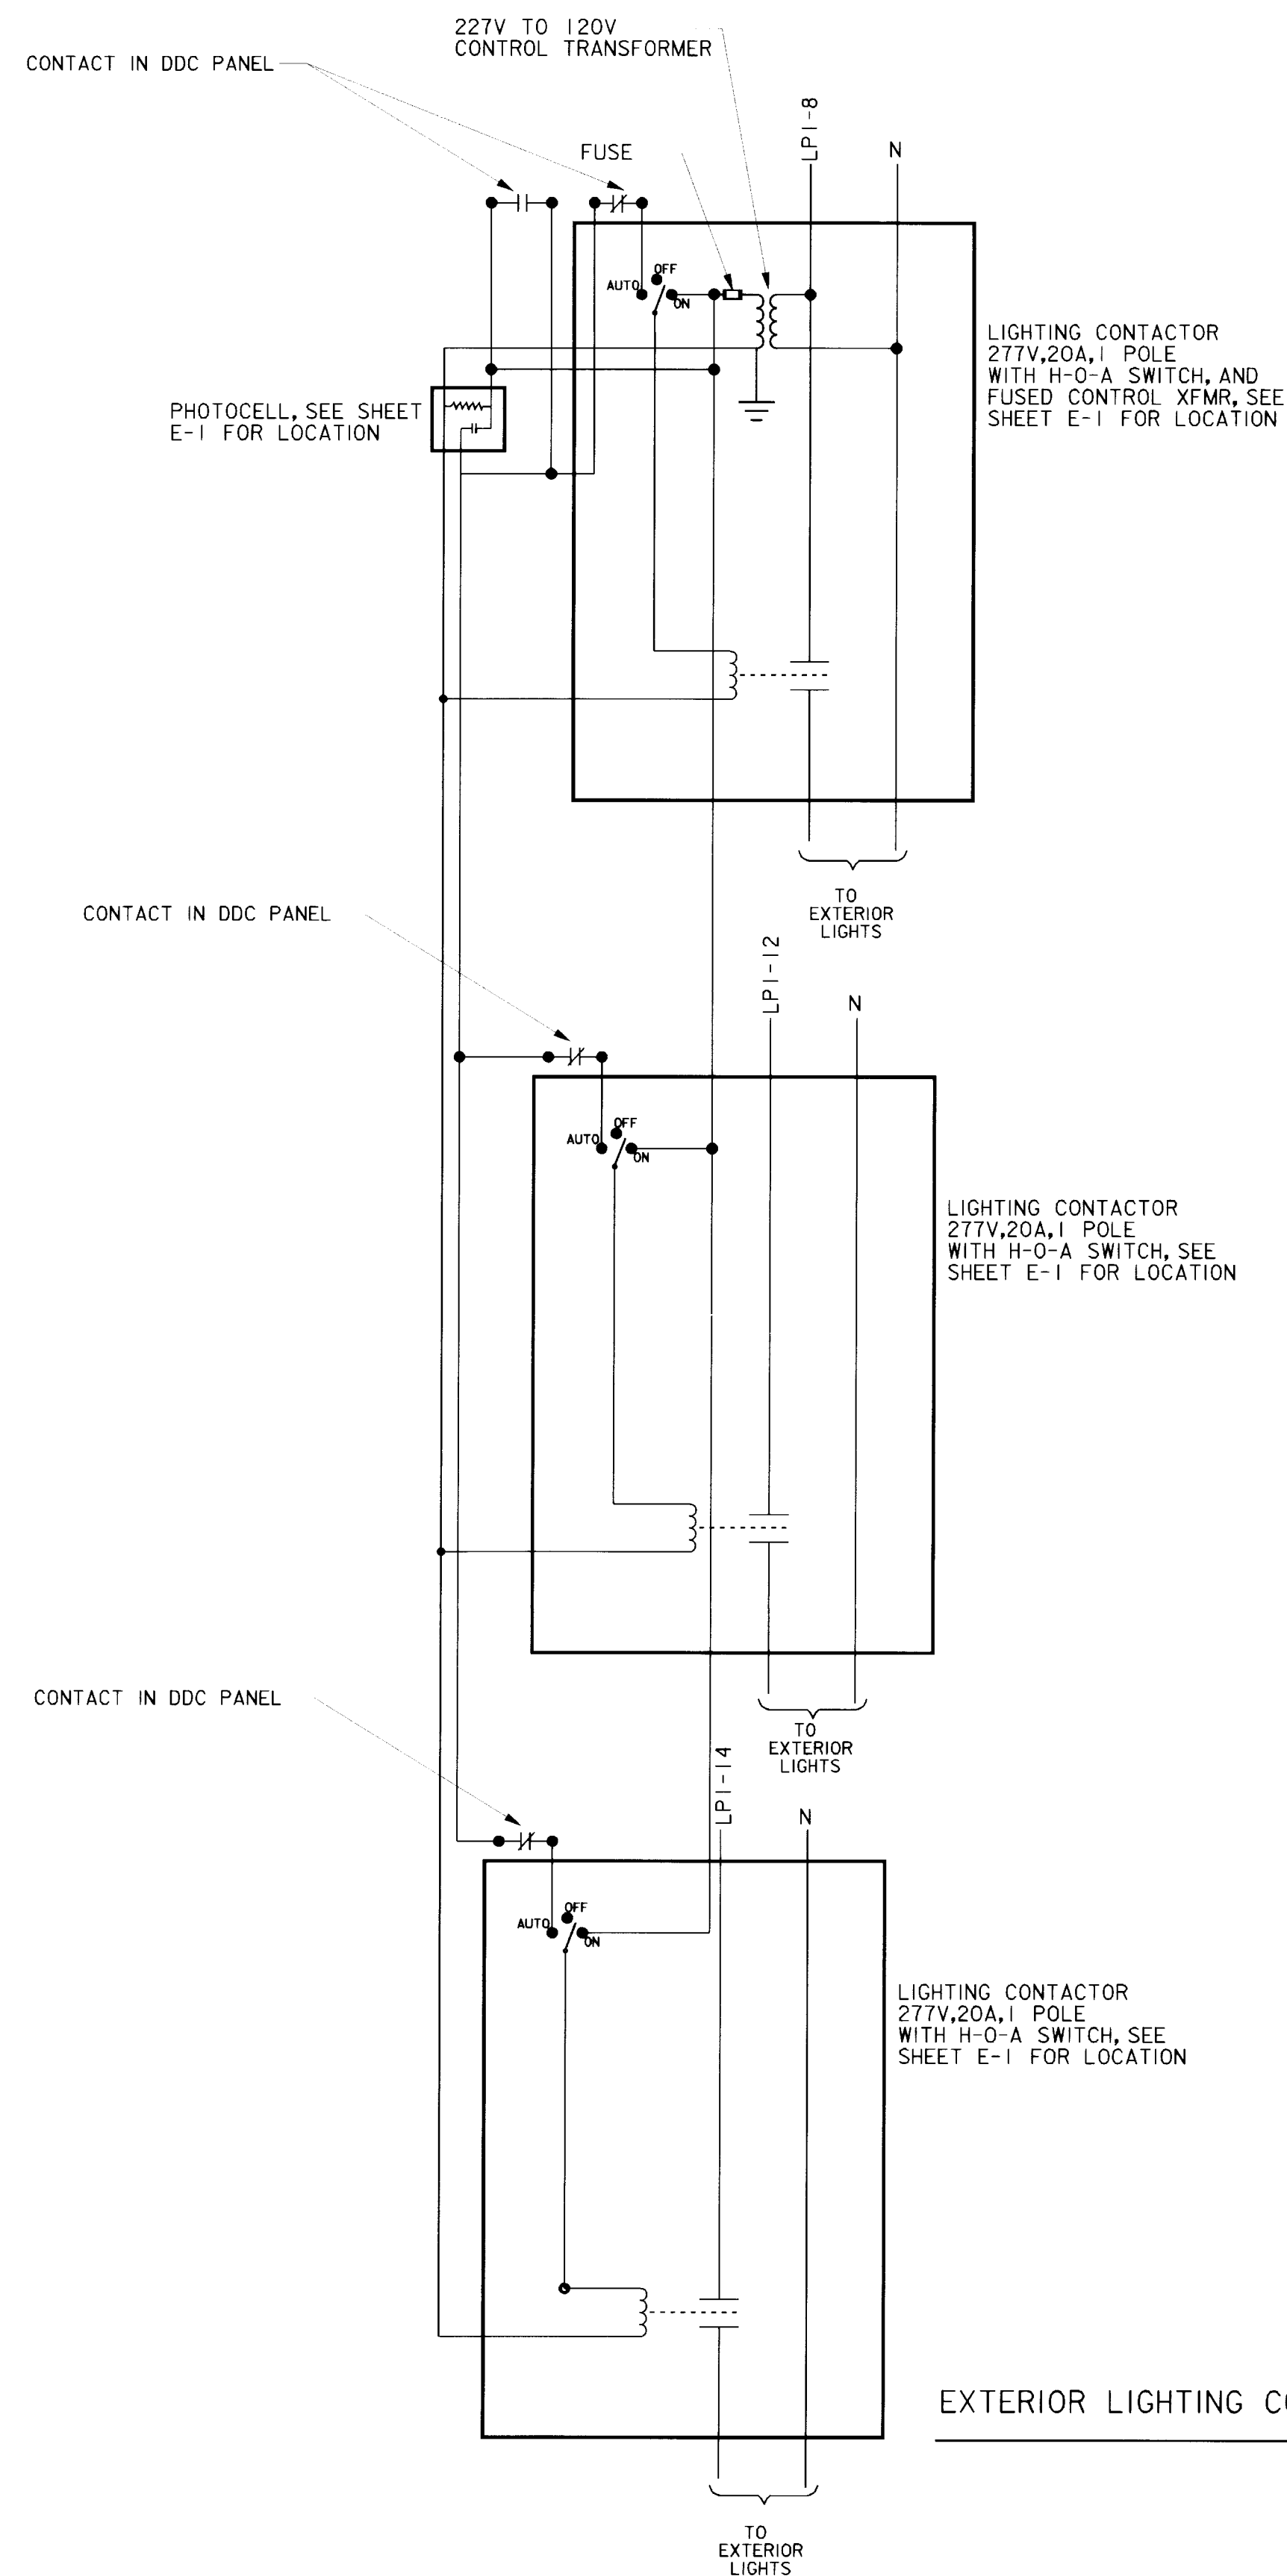 227V TO 120V
CONTROL TRANSFORMER
CONTACT IN DDC PANEL
FUSE
LP1-8
N
OFF
AUTO
ON
LIGHTING CONTACTOR
277V,20A,1 POLE
WITH H-O-A SWITCH, AND
FUSED CONTROL XFMR, SEE
SHEET E-1 FOR LOCATION
PHOTOCELL, SEE SHEET
E-1 FOR LOCATION
TO
EXTERIOR
LIGHTS
CONTACT IN DDC PANEL
LP1-12
N
OFF
AUTO
ON
LIGHTING CONTACTOR
277V,20A,1 POLE
WITH H-O-A SWITCH, SEE
SHEET E-1 FOR LOCATION
CONTACT IN DDC PANEL
TO
EXTERIOR
LIGHTS
LP1-14
N
OFF
AUTO
ON
LIGHTING CONTACTOR
277V,20A,1 POLE
WITH H-O-A SWITCH, SEE
SHEET E-1 FOR LOCATION
EXTERIOR LIGHTING
TO
EXTERIOR
LIGHTS